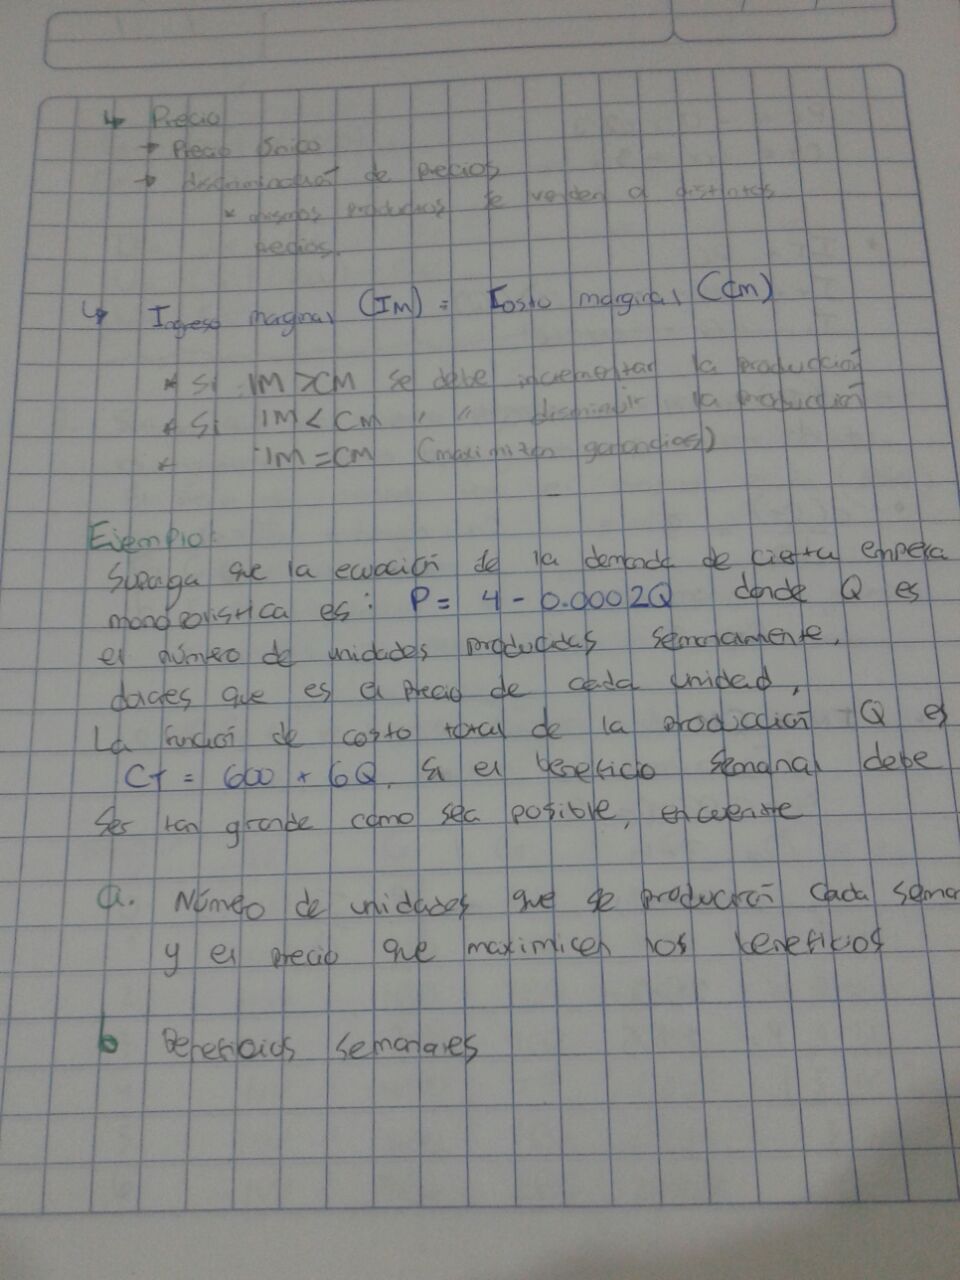 ↳ Precio
→ Precio único
→ discriminación de precios
* mismos productos se venden a distintos
precios.
↳ Ingreso marginal (IM) = Costo marginal (CM)
* Si IM > CM se debe incrementar la producción
* Si IM < CM " " disminuir la producción
* IM = CM (maximizan ganancias)
Ejemplo:
Suponga que la ecuación de la demanda de cierta empresa
monopolística es: P = 4 - 0.0002Q donde Q es
el número de unidades producidas semanalmente,
dades que es el precio de cada unidad,
La función de costo total de la producción Q es
CT = 600 + 6Q. Si el beneficio semanal debe
ser tan grande como sea posible, encuentre
a. Número de unidades que se producirán cada sema
y el precio que maximicen los beneficios
b Beneficios semanales